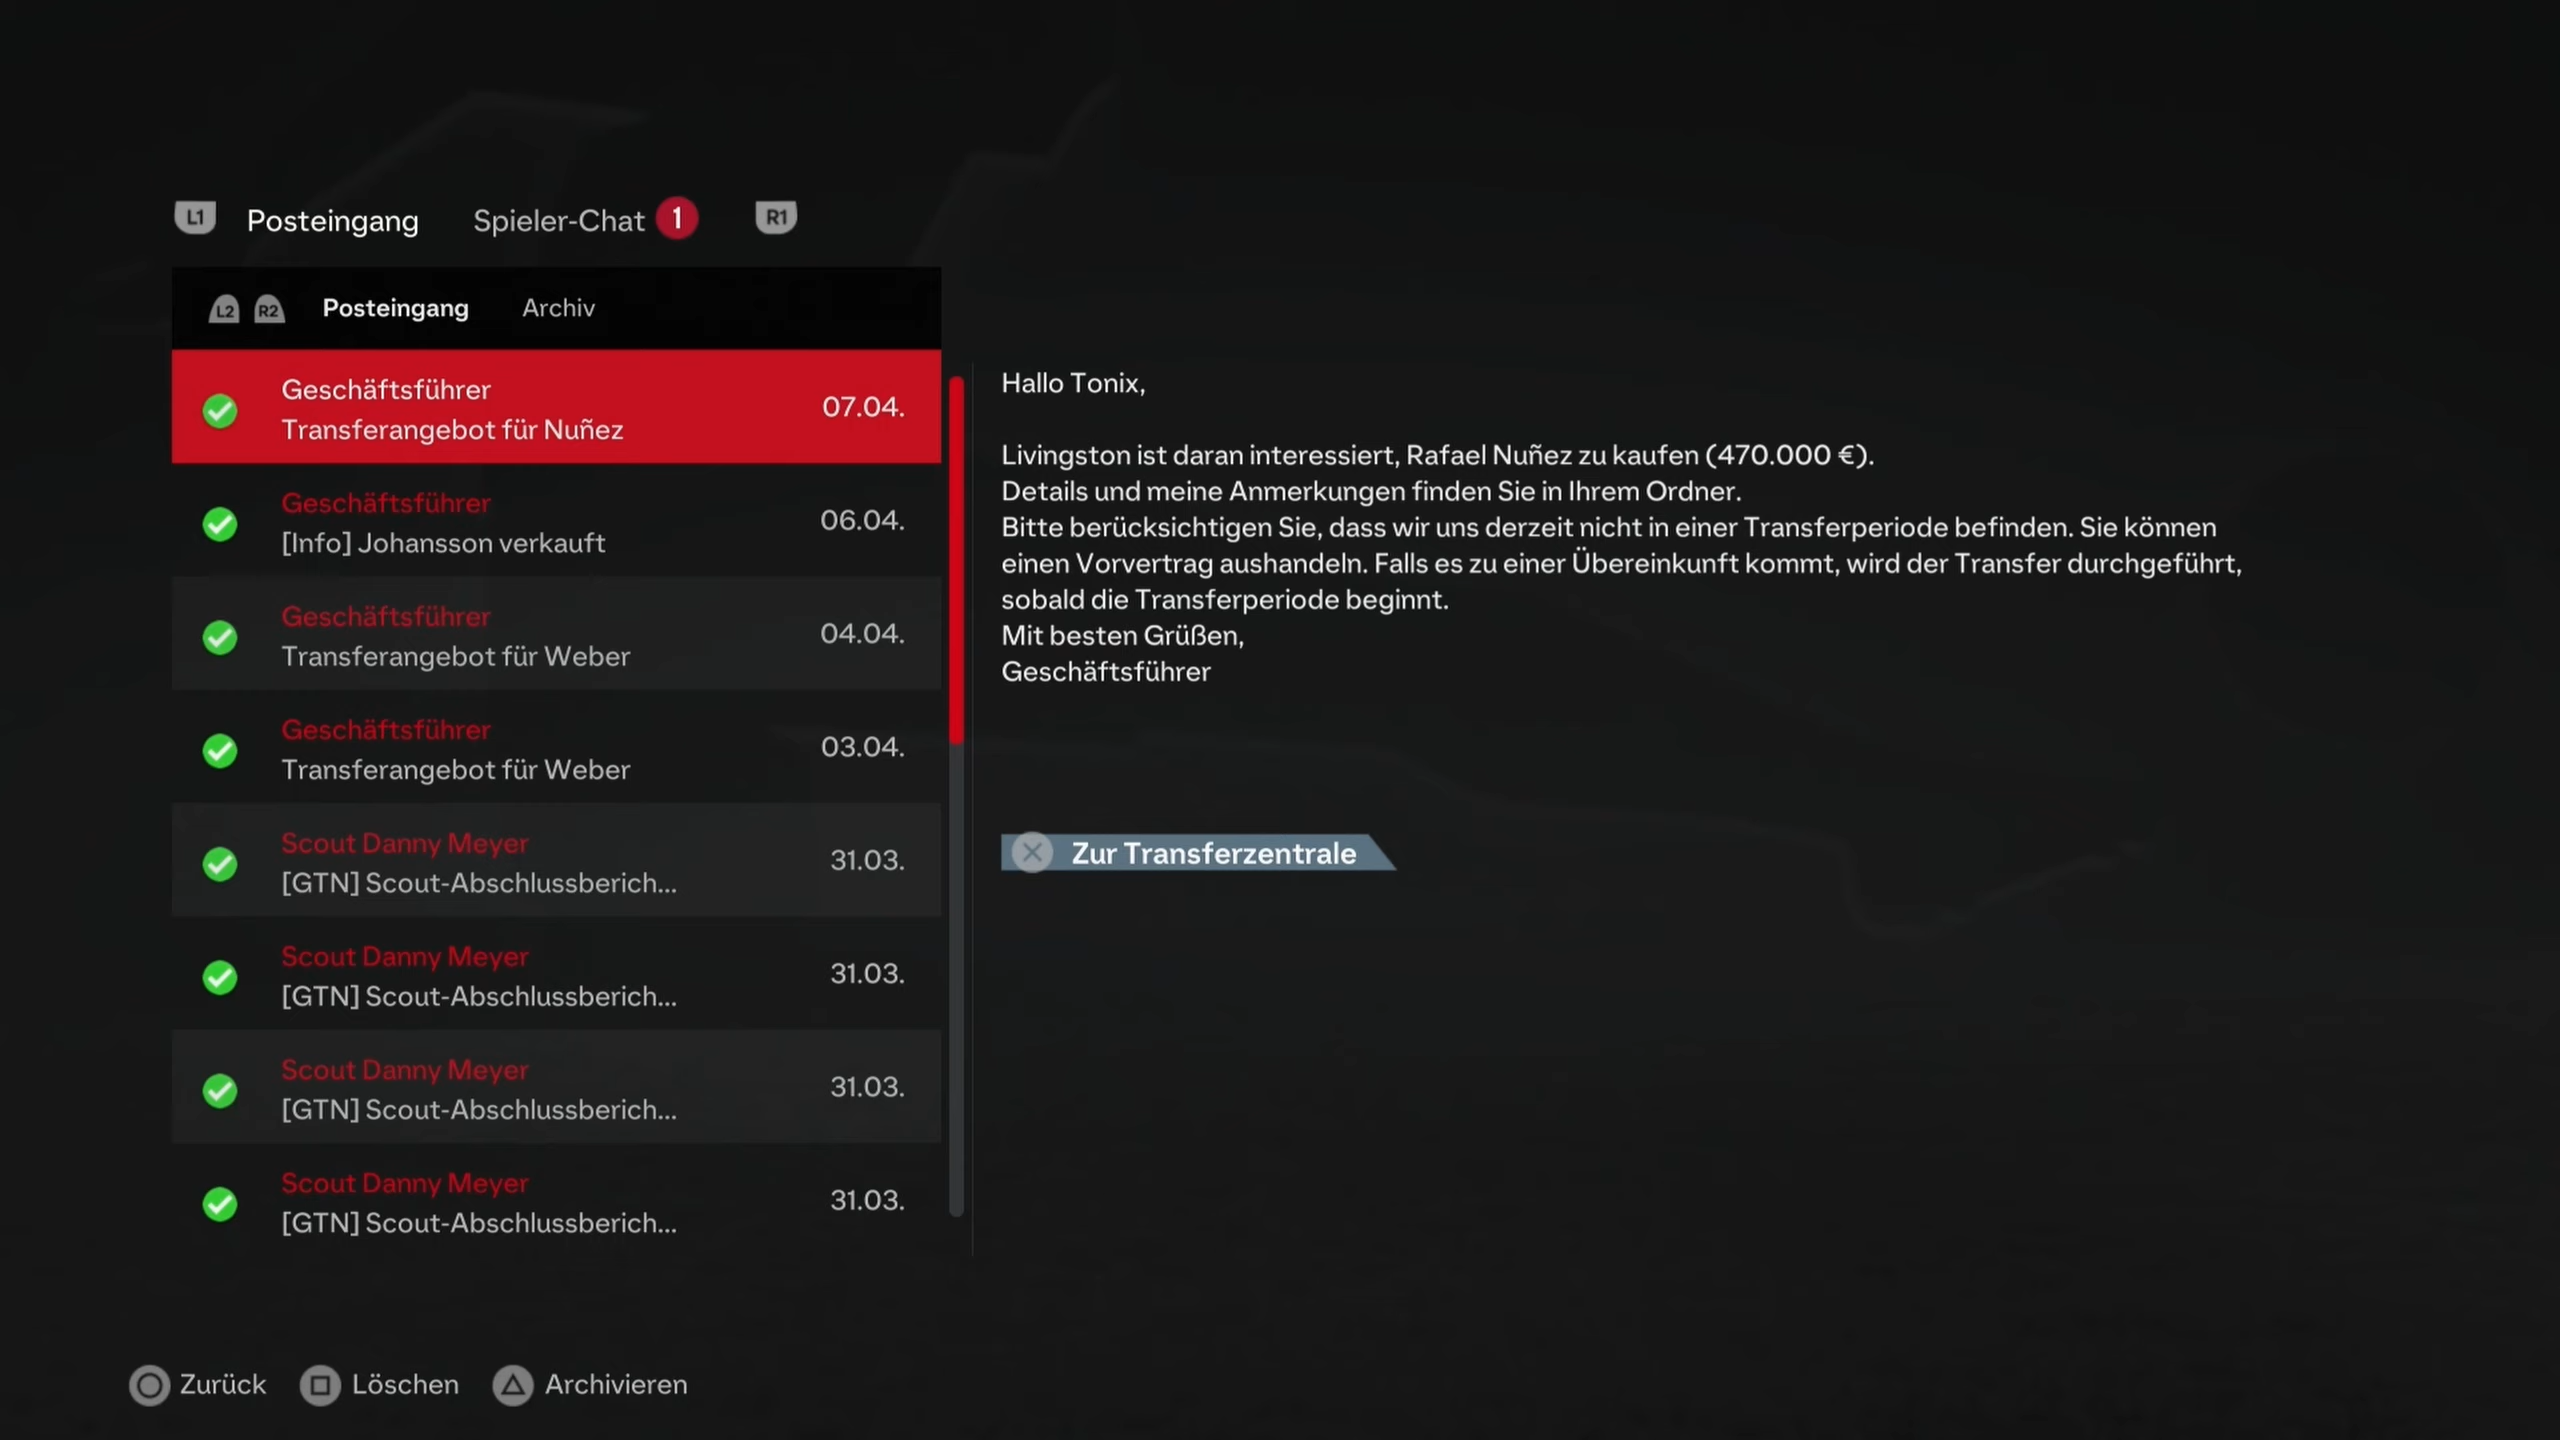 L1 Posteingang Spieler-Chat 1 R1
L2 R2 Posteingang Archiv
Geschäftsführer
Transferangebot für Nuñez
07.04.
Geschäftsführer
[Info] Johansson verkauft
06.04.
Geschäftsführer
Transferangebot für Weber
04.04.
Geschäftsführer
Transferangebot für Weber
03.04.
Scout Danny Meyer
[GTN] Scout-Abschlussberich...
31.03.
Scout Danny Meyer
[GTN] Scout-Abschlussberich...
31.03.
Scout Danny Meyer
[GTN] Scout-Abschlussberich...
31.03.
Scout Danny Meyer
[GTN] Scout-Abschlussberich...
31.03.
Hallo Tonix,
Livingston ist daran interessiert, Rafael Nuñez zu kaufen (470.000 €).
Details und meine Anmerkungen finden Sie in Ihrem Ordner.
Bitte berücksichtigen Sie, dass wir uns derzeit nicht in einer Transferperiode befinden. Sie können
einen Vorvertrag aushandeln. Falls es zu einer Übereinkunft kommt, wird der Transfer durchgeführt,
sobald die Transferperiode beginnt.
Mit besten Grüßen,
Geschäftsführer
Zur Transferzentrale
Zurück Löschen Archivieren